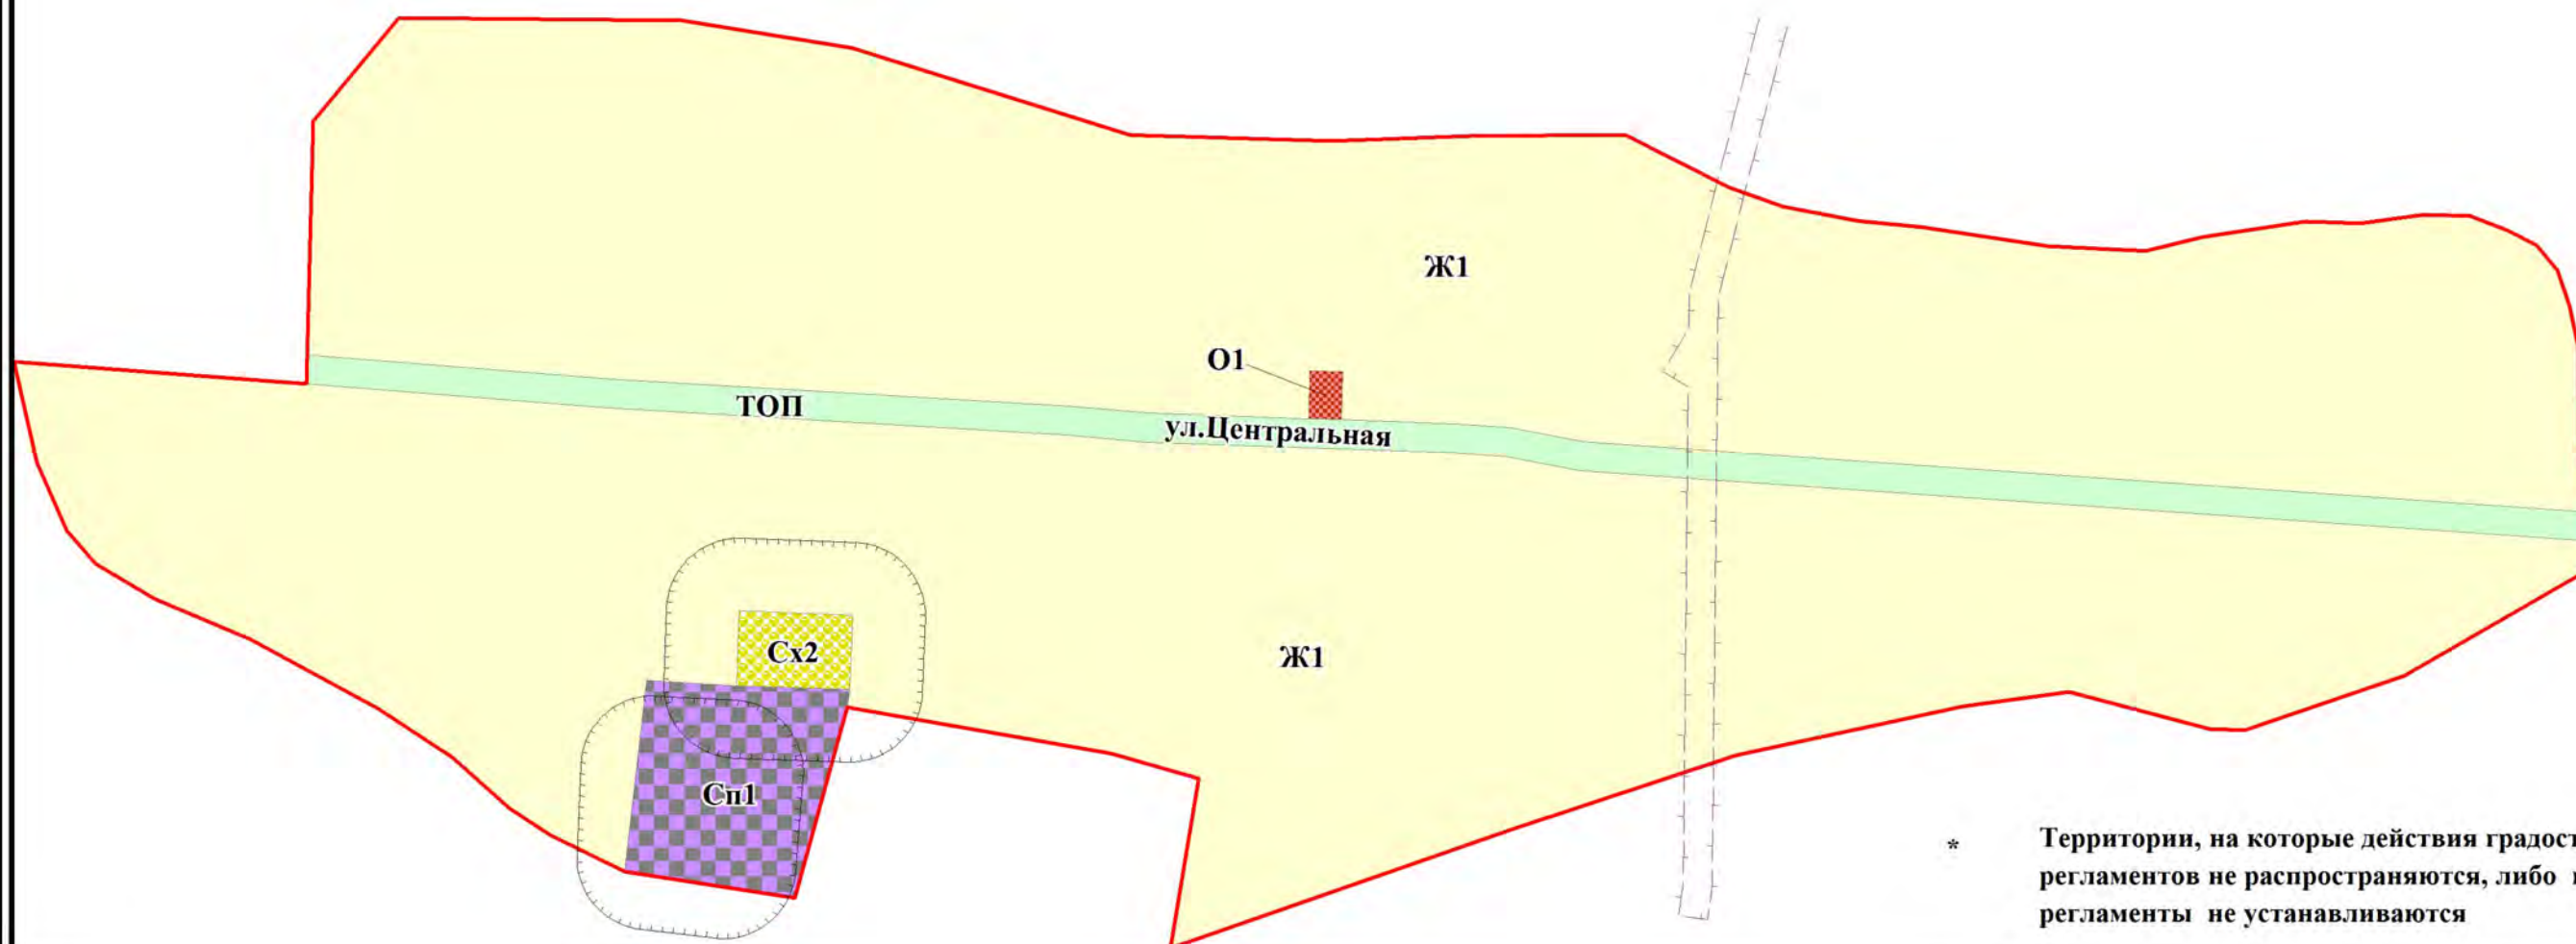 Ж1
О1
ТОП
ул.Центральная
Сх2
Ж1
Сп1
* Территории, на которые действия
регламентов не распространяются, либо
регламенты не устанавливаются